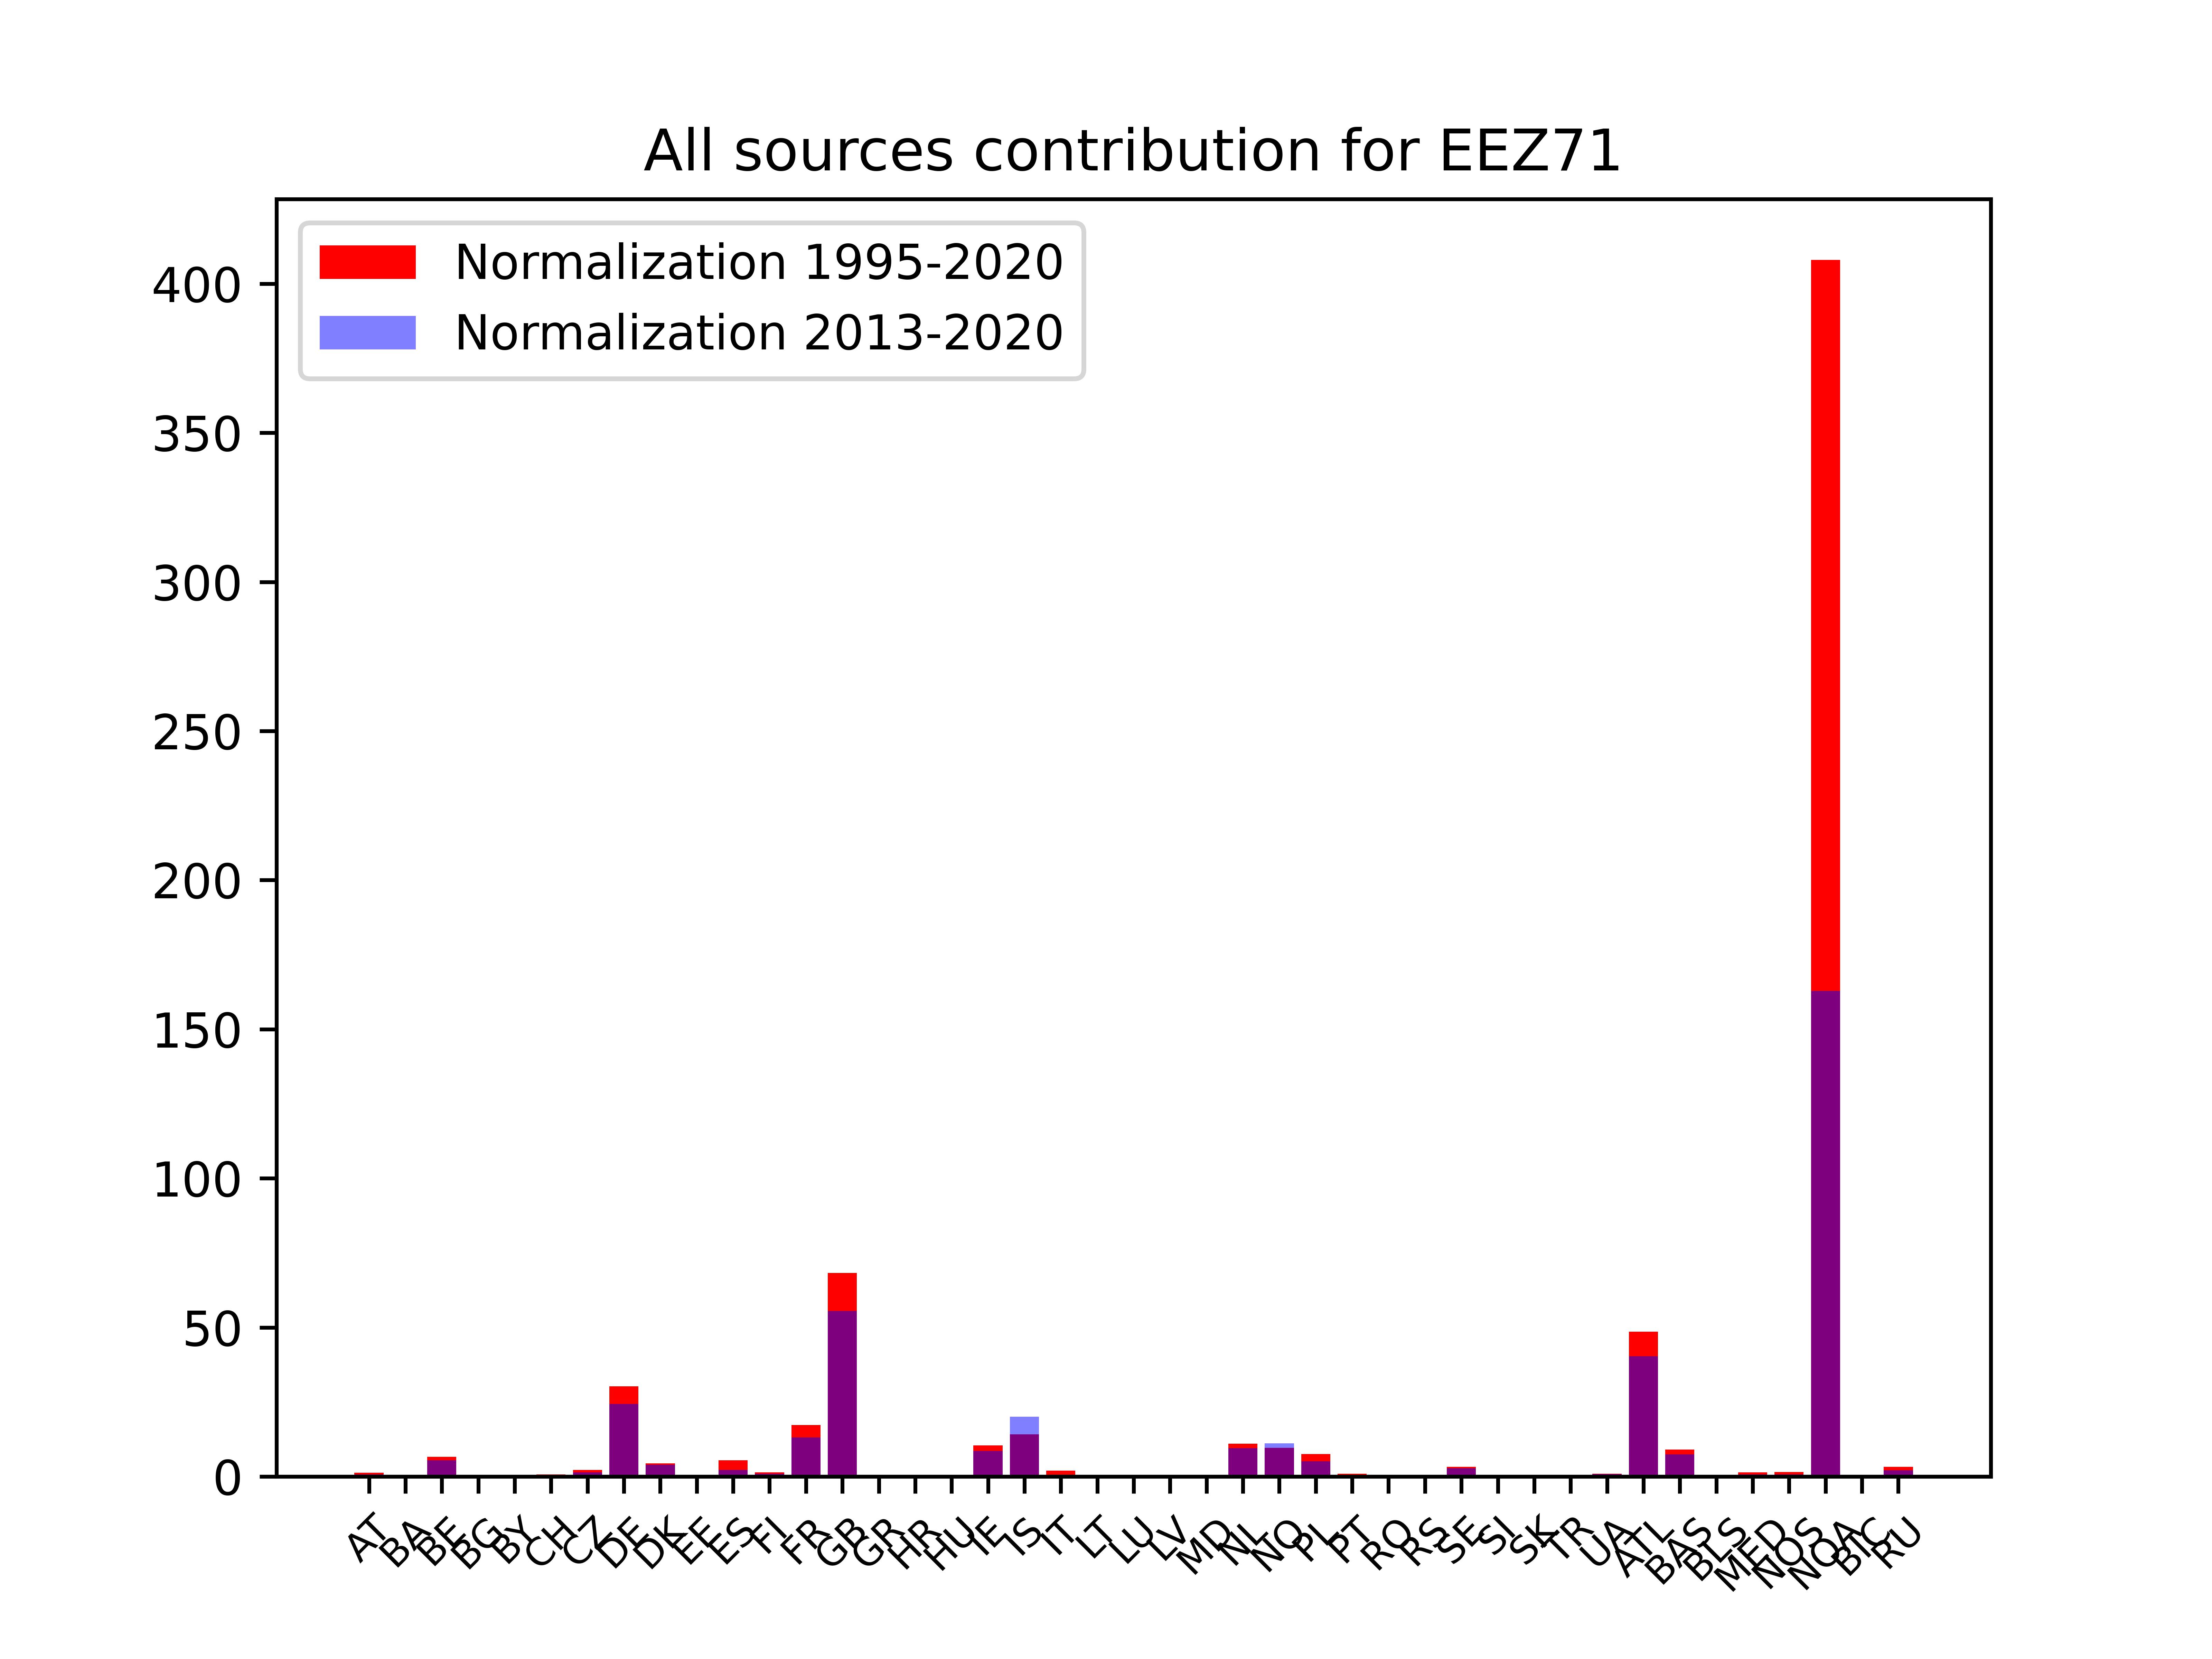 All sources contribution for EEZ71
Normalization 1995-2020
Normalization 2013-2020
400
350
300
250
200
150
100
50
0
AT
BA
BE
BG
BY
CH
CZ
DE
DK
EE
ES
FI
FR
GB
GR
HR
HU
IE
IS
IT
LT
LU
LV
MD
NL
NO
PL
PT
RO
RS
SE
SI
SK
TR
UA
ATL
BAS
BLS
MED
NOS
NOA
BIC
RU